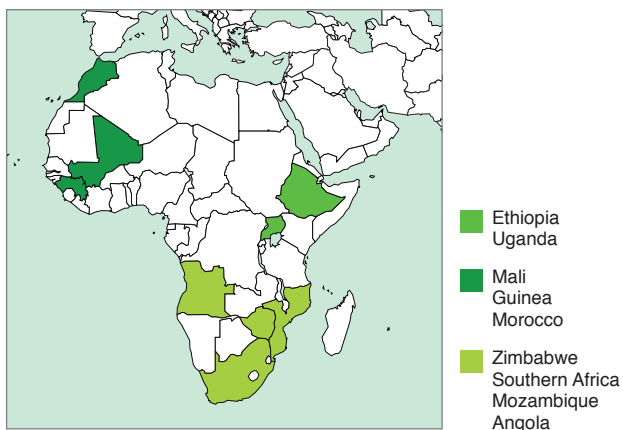 Ethiopia
Uganda
Mali
Guinea
Morocco
Zimbabwe
Southern Africa
Mozambique
Angola